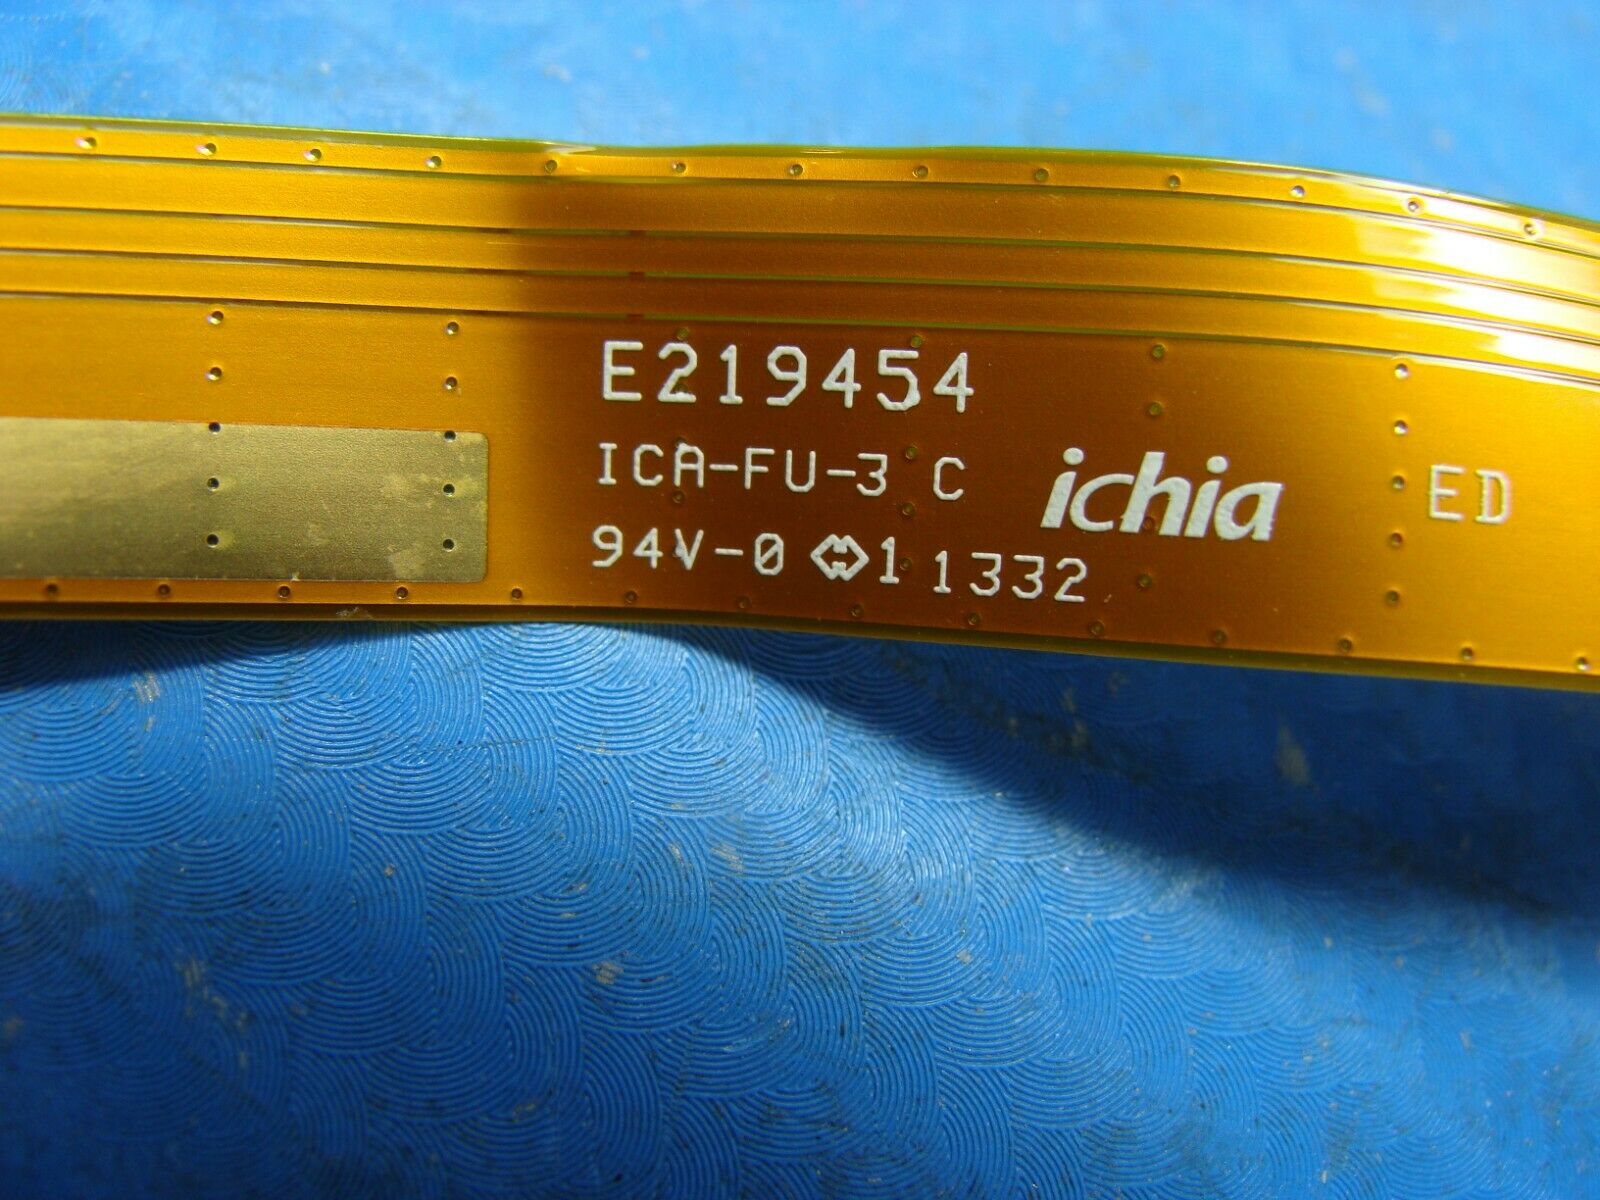 E219454
ICA-FU-3 C ichia ED
94V-0 1 1332